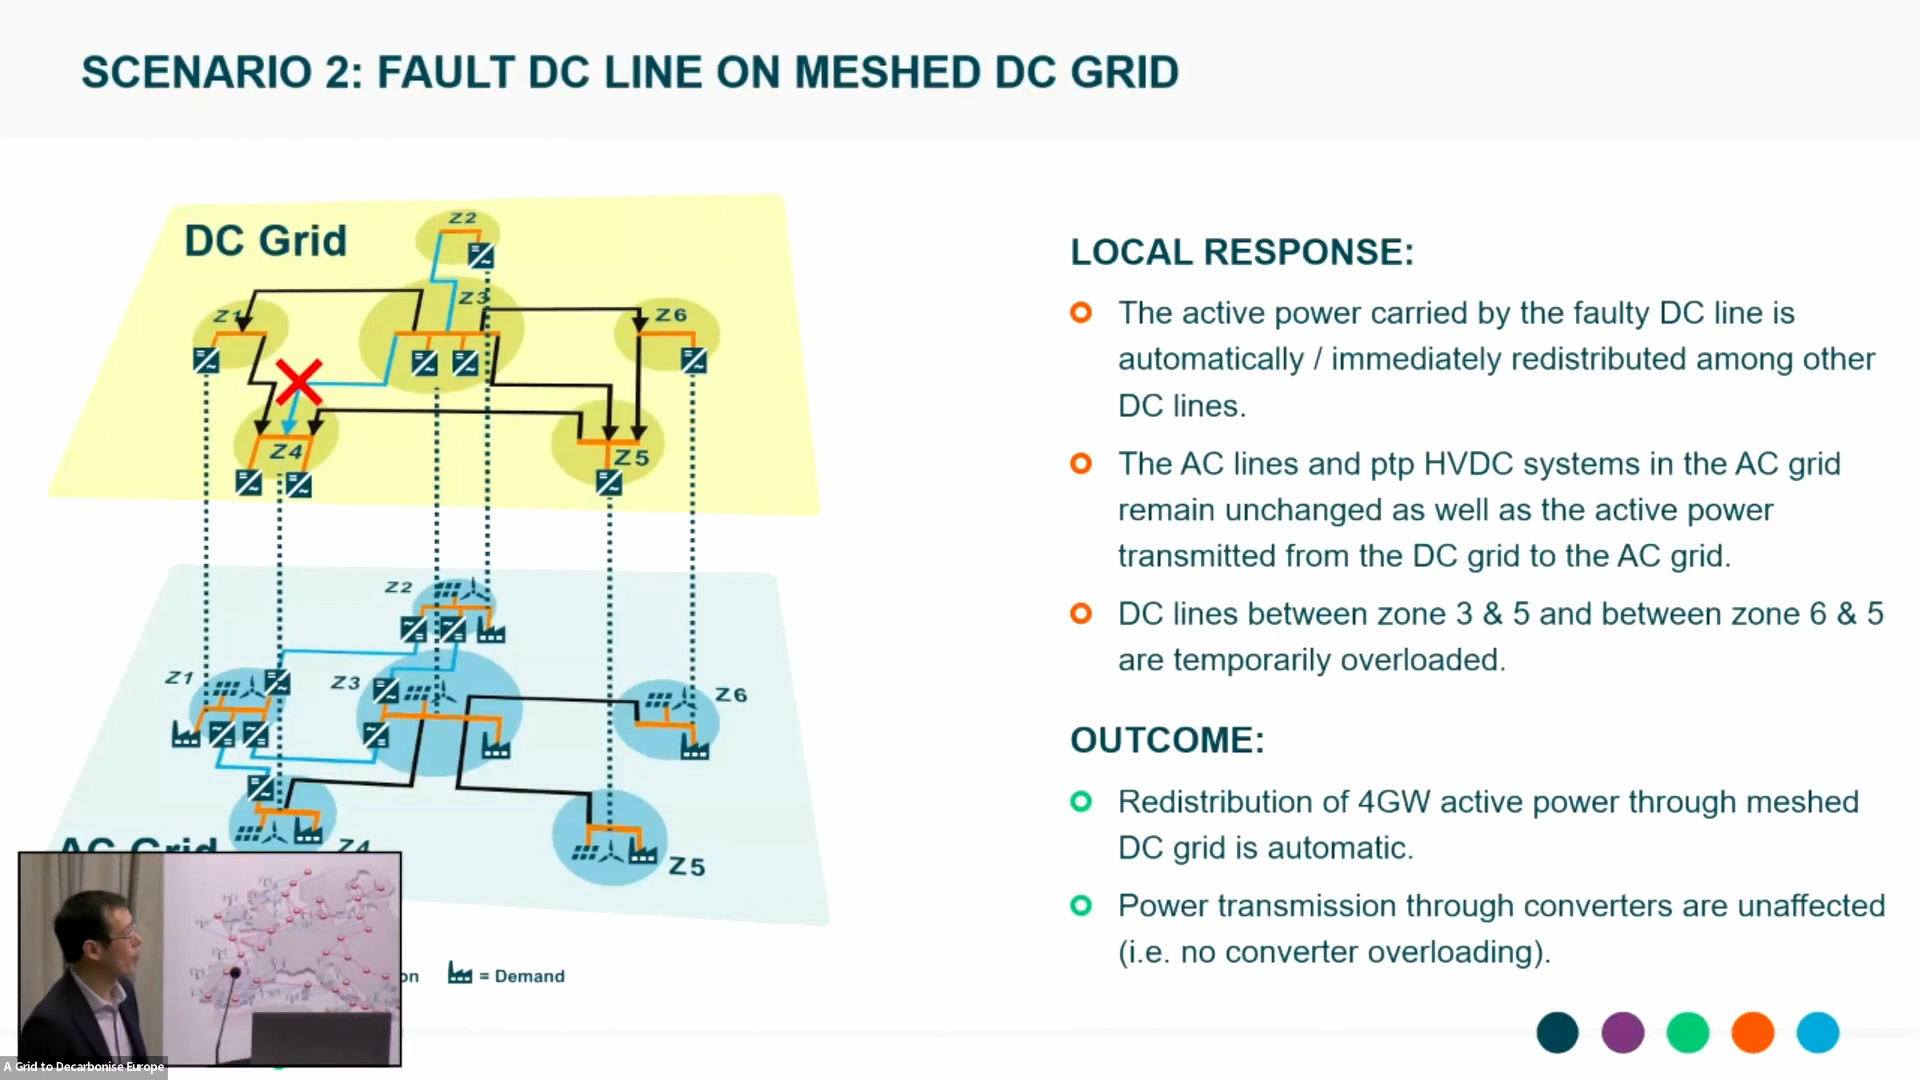 SCENARIO 2: FAULT DC LINE ON MESHED DC GRID
DC Grid
Z2
Z1
Z3
Z6
Z4
Z5
Z2
Z1
Z3
Z6
Z4
Z5
AC Grid
= Demand
LOCAL RESPONSE:
The active power carried by the faulty DC line is
automatically / immediately redistributed among other
DC lines.
The AC lines and ptp HVDC systems in the AC grid
remain unchanged as well as the active power
transmitted from the DC grid to the AC grid.
DC lines between zone 3 & 5 and between zone 6 & 5
are temporarily overloaded.
OUTCOME:
Redistribution of 4GW active power through meshed
DC grid is automatic.
Power transmission through converters are unaffected
(i.e. no converter overloading).
A Grid to Decarbonise Europe